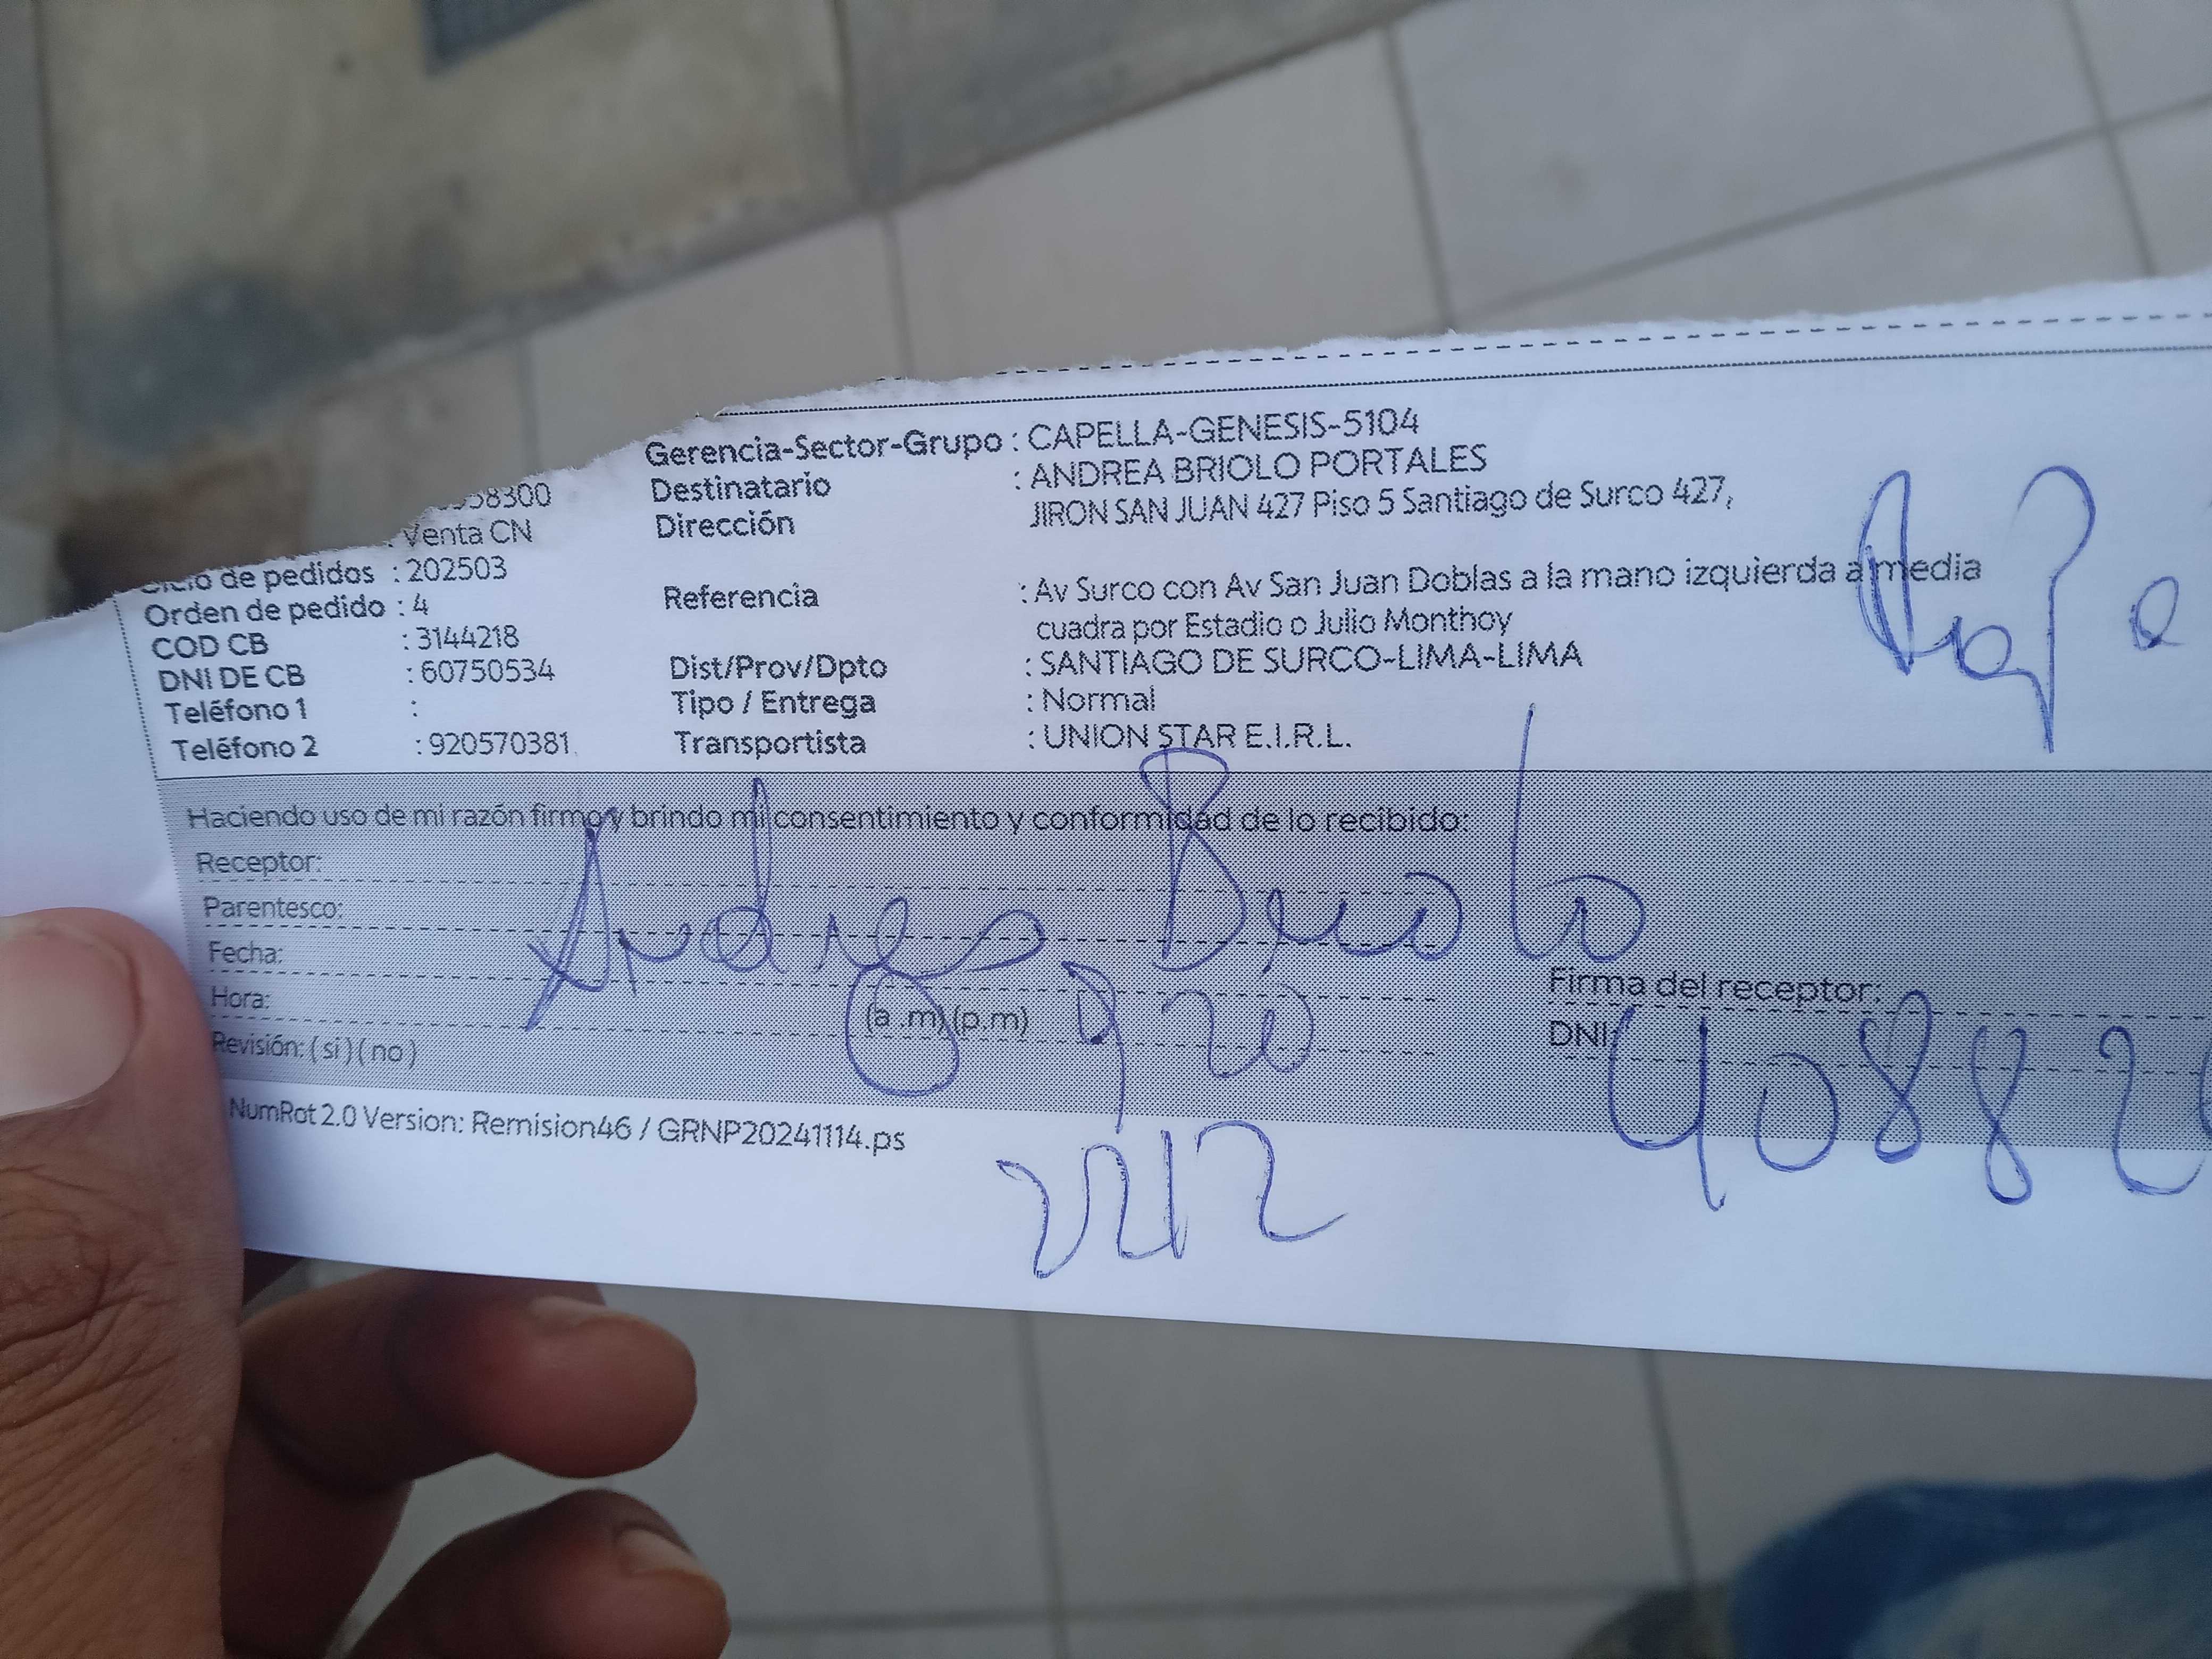 58300
Venta CN
Ciclo de pedidos : 202503
Orden de pedido : 4
COD CB : 3144218
DNI DE CB : 60750534
Teléfono 1 :
Teléfono 2 : 920570381
Gerencia-Sector-Grupo : CAPELLA-GENESIS-5104
Destinatario : ANDREA BRIOLO PORTALES
Dirección JIRON SAN JUAN 427 Piso 5 Santiago de Surco 427,
Referencia : Av Surco con Av San Juan Doblas a la mano izquierda a media
cuadra por Estadio o Julio Monthoy
Dist/Prov/Dpto : SANTIAGO DE SURCO-LIMA-LIMA
Tipo / Entrega : Normal
Transportista : UNION STAR E.I.R.L.
Haciendo uso de mi razón firmo y brindo mi consentimiento y conformidad de lo recibido:
Receptor:
Parentesco:
Andres Briolo
Fecha:
Hora: (a .m) (p.m)
Revisión: ( si ) ( no )
Firma del receptor:
DNI: 40882
NumRot 2.0 Version: Remision46 / GRNP20241114.ps